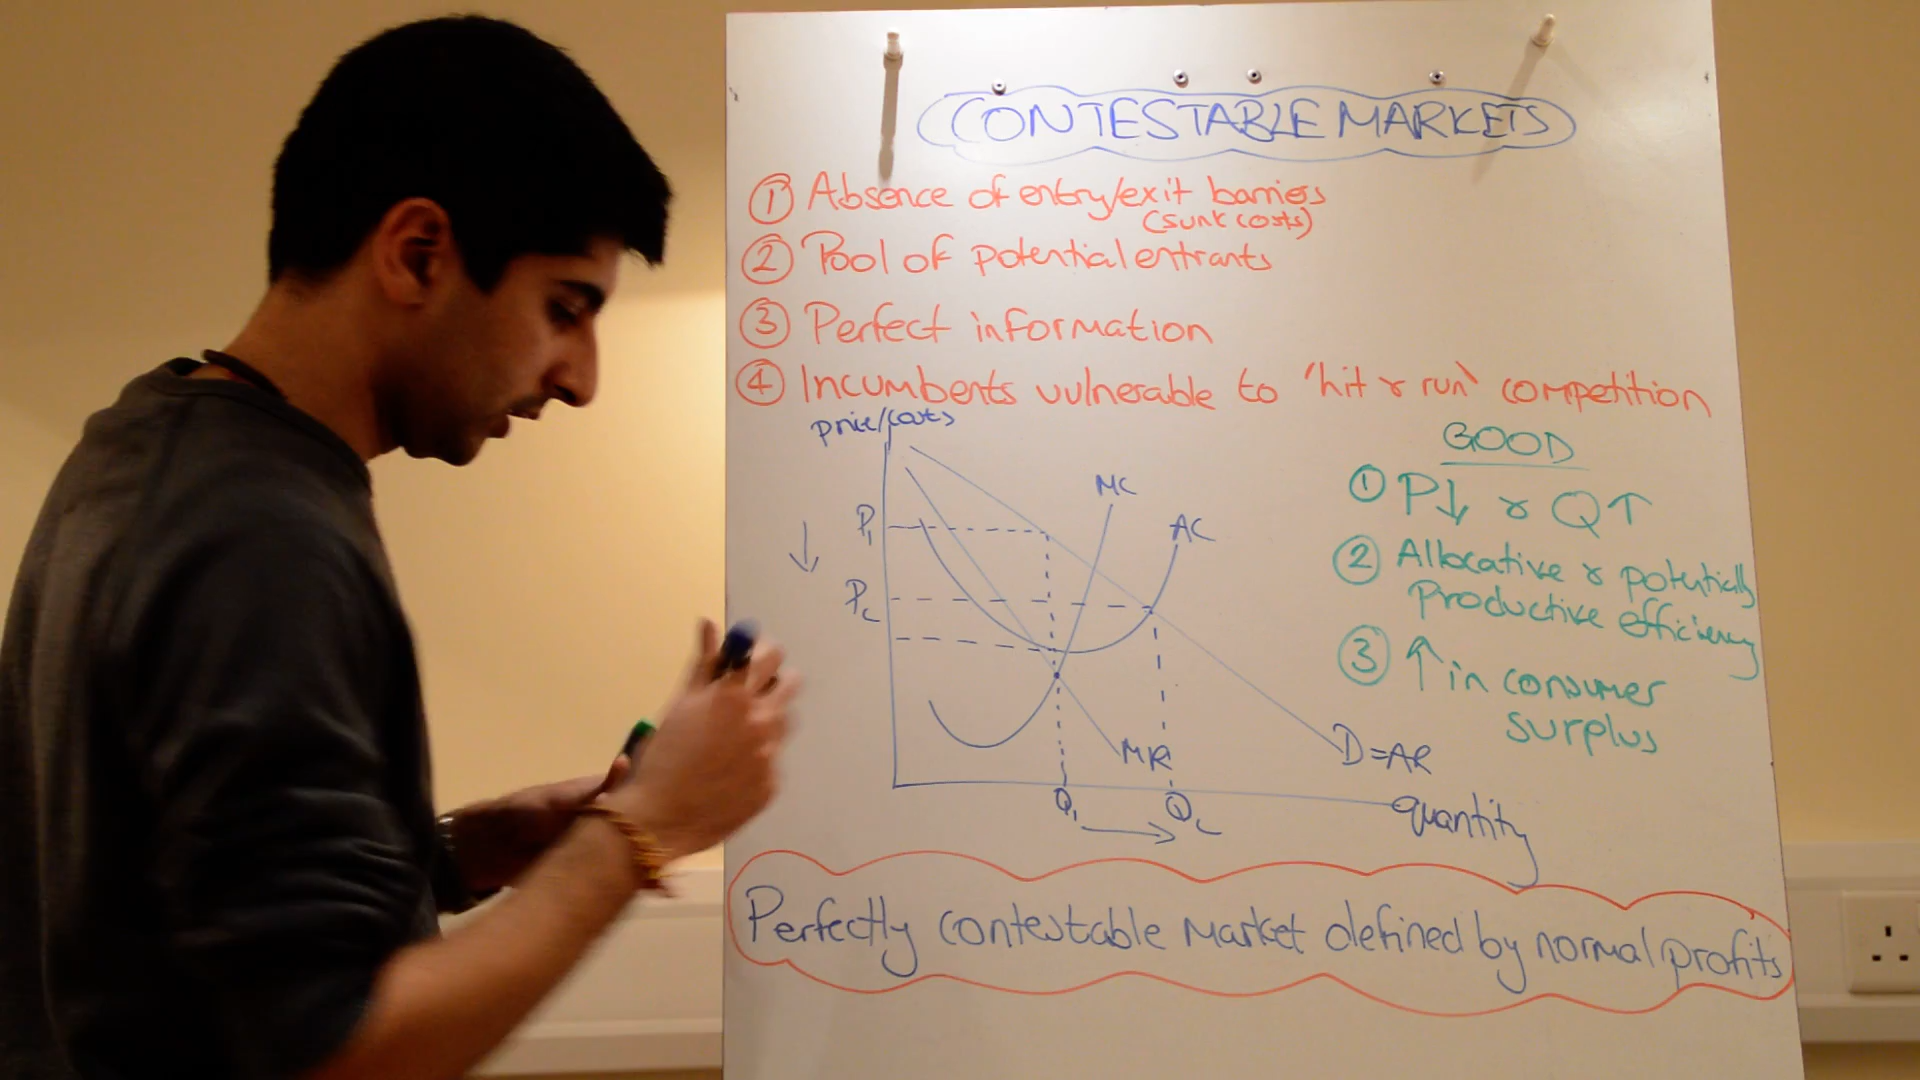 CONTESTABLE MARKETS
① Absence of entry/exit barriers
(sunk costs)
② Pool of potential entrants
③ Perfect information
④ Incumbents vulnerable to 'hit & run' competition
price/costs
GOOD
① P↓ & Q↑
② Allocative & potentially
Productive efficiency
③ ↑ in consumer
surplus
MC
AC
P₁
↓
Pc
MR
D=AR
Q₁
→
Qc
quantity
Perfectly contestable market defined by normal profits